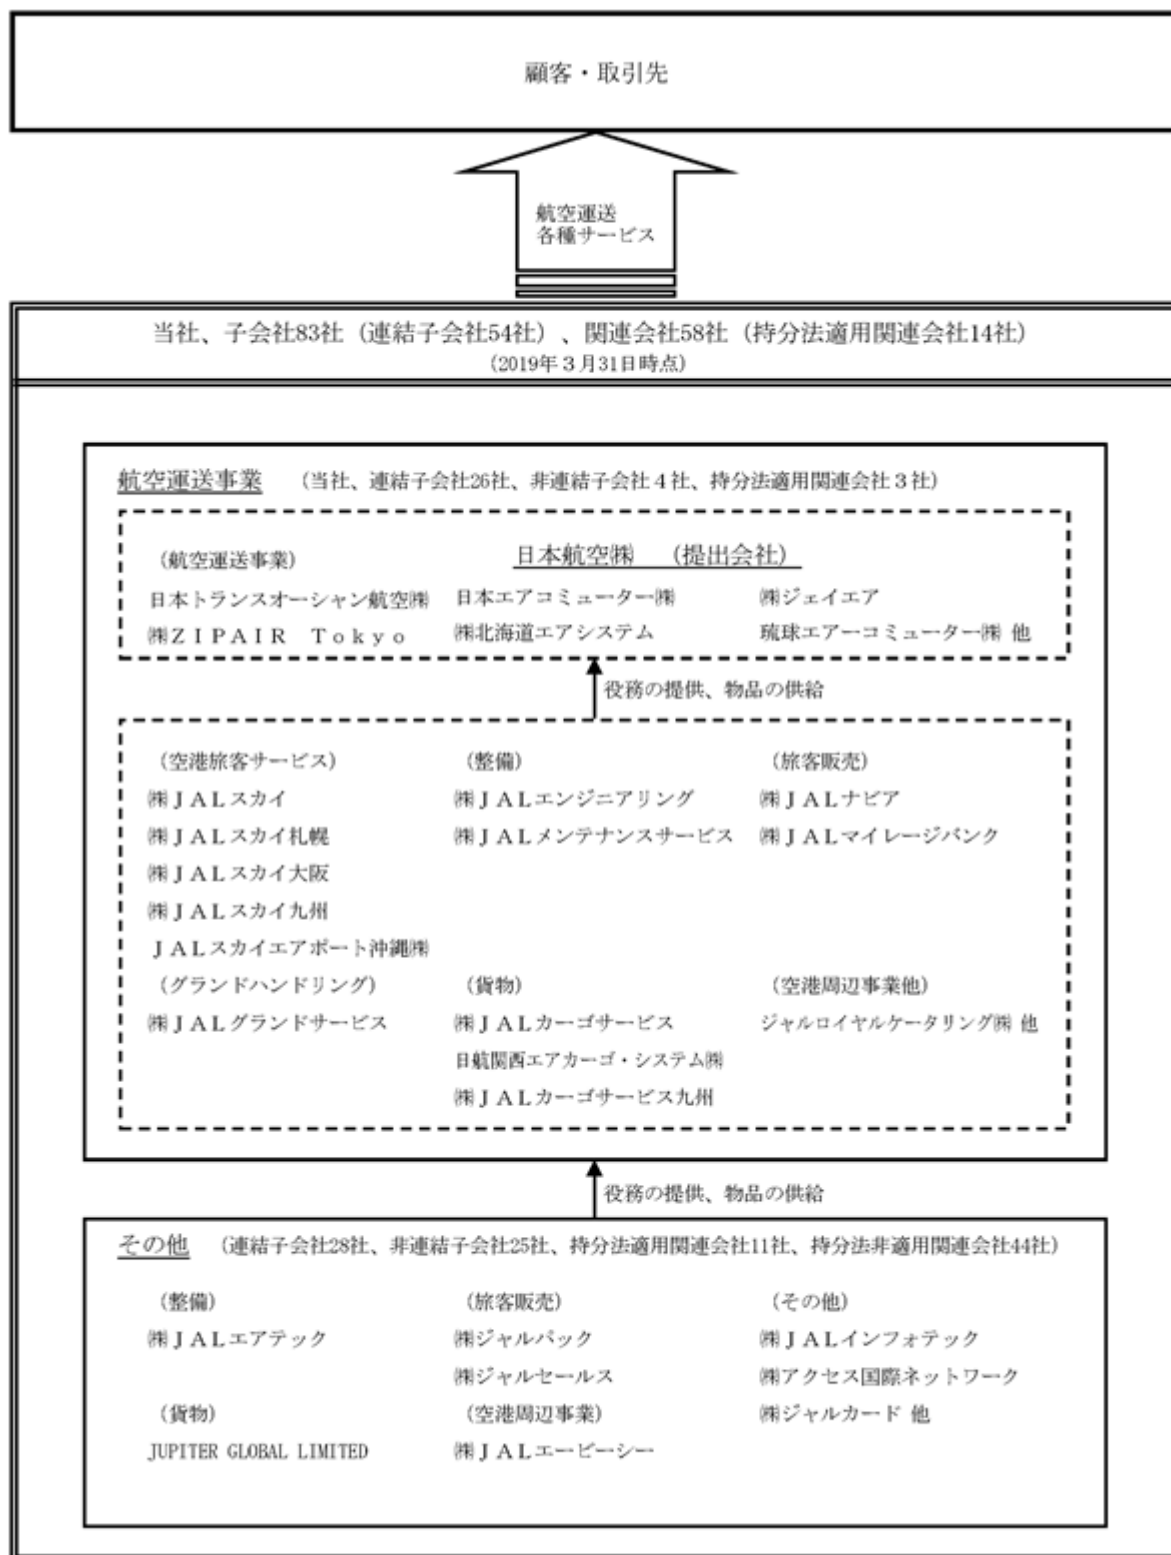 顧客・取引先
航空運送
各種サービス
当社、子会社83社（連結子会社54社）、関連会社58社（持分法適用関連会社14社）
（2019年３月31日時点）
航空運送事業　（当社、連結子会社26社、非連結子会社４社、持分法適用関連会社３社）
（航空運送事業）　日本航空㈱　（提出会社）
日本トランスオーシャン航空㈱　日本エアコミューター㈱　㈱ジェイエア
㈱ＺＩＰＡＩＲ　Ｔｏｋｙｏ　㈱北海道エアシステム　琉球エアーコミューター㈱ 他
役務の提供、物品の供給
（空港旅客サービス）　（整備）　（旅客販売）
㈱ＪＡＬスカイ　㈱ＪＡＬエンジニアリング　㈱ＪＡＬナビア
㈱ＪＡＬスカイ札幌　㈱ＪＡＬメンテナンスサービス　㈱ＪＡＬマイレージバンク
㈱ＪＡＬスカイ大阪
㈱ＪＡＬスカイ九州
ＪＡＬスカイエアポート沖縄㈱
（グランドハンドリング）　（貨物）　（空港周辺事業他）
㈱ＪＡＬグランドサービス　㈱ＪＡＬカーゴサービス　ジャルロイヤルケータリング㈱ 他
日航関西エアカーゴ・システム㈱
㈱ＪＡＬカーゴサービス九州
役務の提供、物品の供給
その他　（連結子会社28社、非連結子会社25社、持分法適用関連会社11社、持分法非適用関連会社44社）
（整備）　（旅客販売）　（その他）
㈱ＪＡＬエアテック　㈱ジャルパック　㈱ＪＡＬインフォテック
㈱ジャルセールス　㈱アクセス国際ネットワーク
（貨物）　（空港周辺事業）　㈱ジャルカード 他
JUPITER GLOBAL LIMITED　㈱ＪＡＬエービーシー